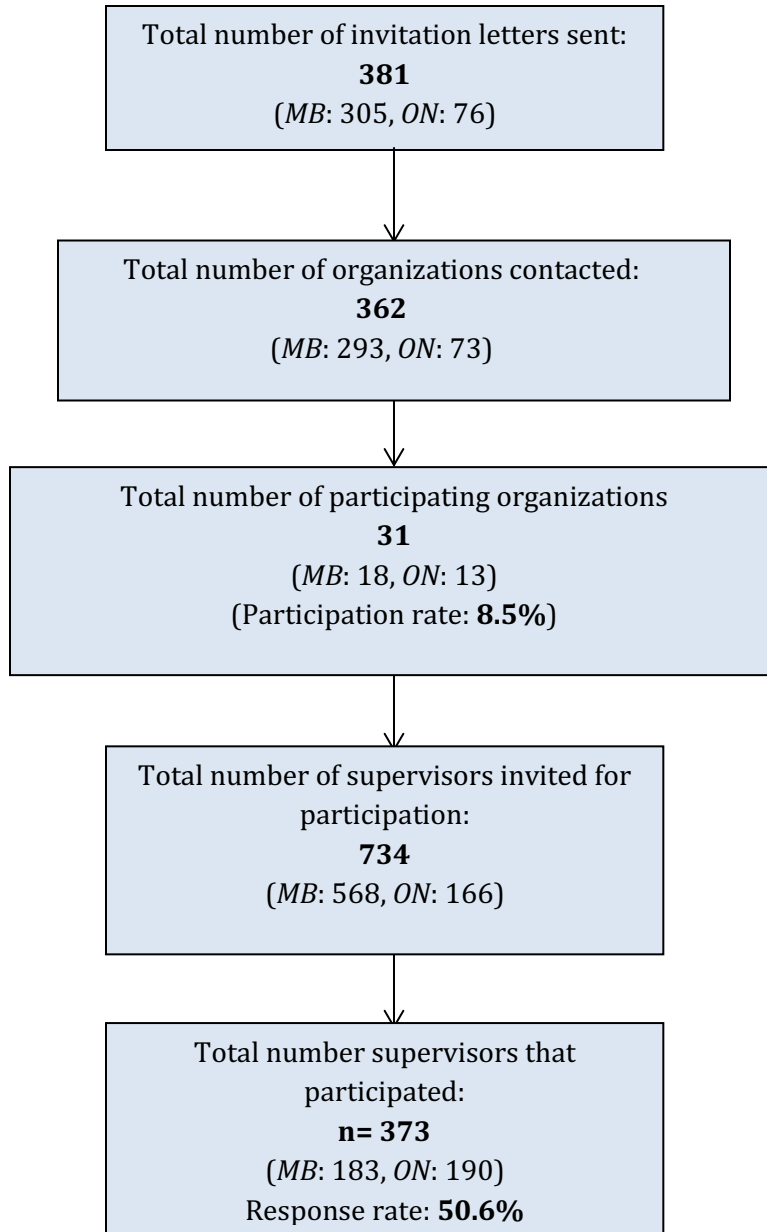 Total number of invitation letters sent:
381
(MB: 305, ON: 76)
Total number of organizations contacted:
362
(MB: 293, ON: 73)
Total number of participating organizations
31
(MB: 18, ON: 13)
(Participation rate: 8.5%)
Total number of supervisors invited for
participation:
734
(MB: 568, ON: 166)
Total number supervisors that
participated:
n= 373
(MB: 183, ON: 190)
Response rate: 50.6%